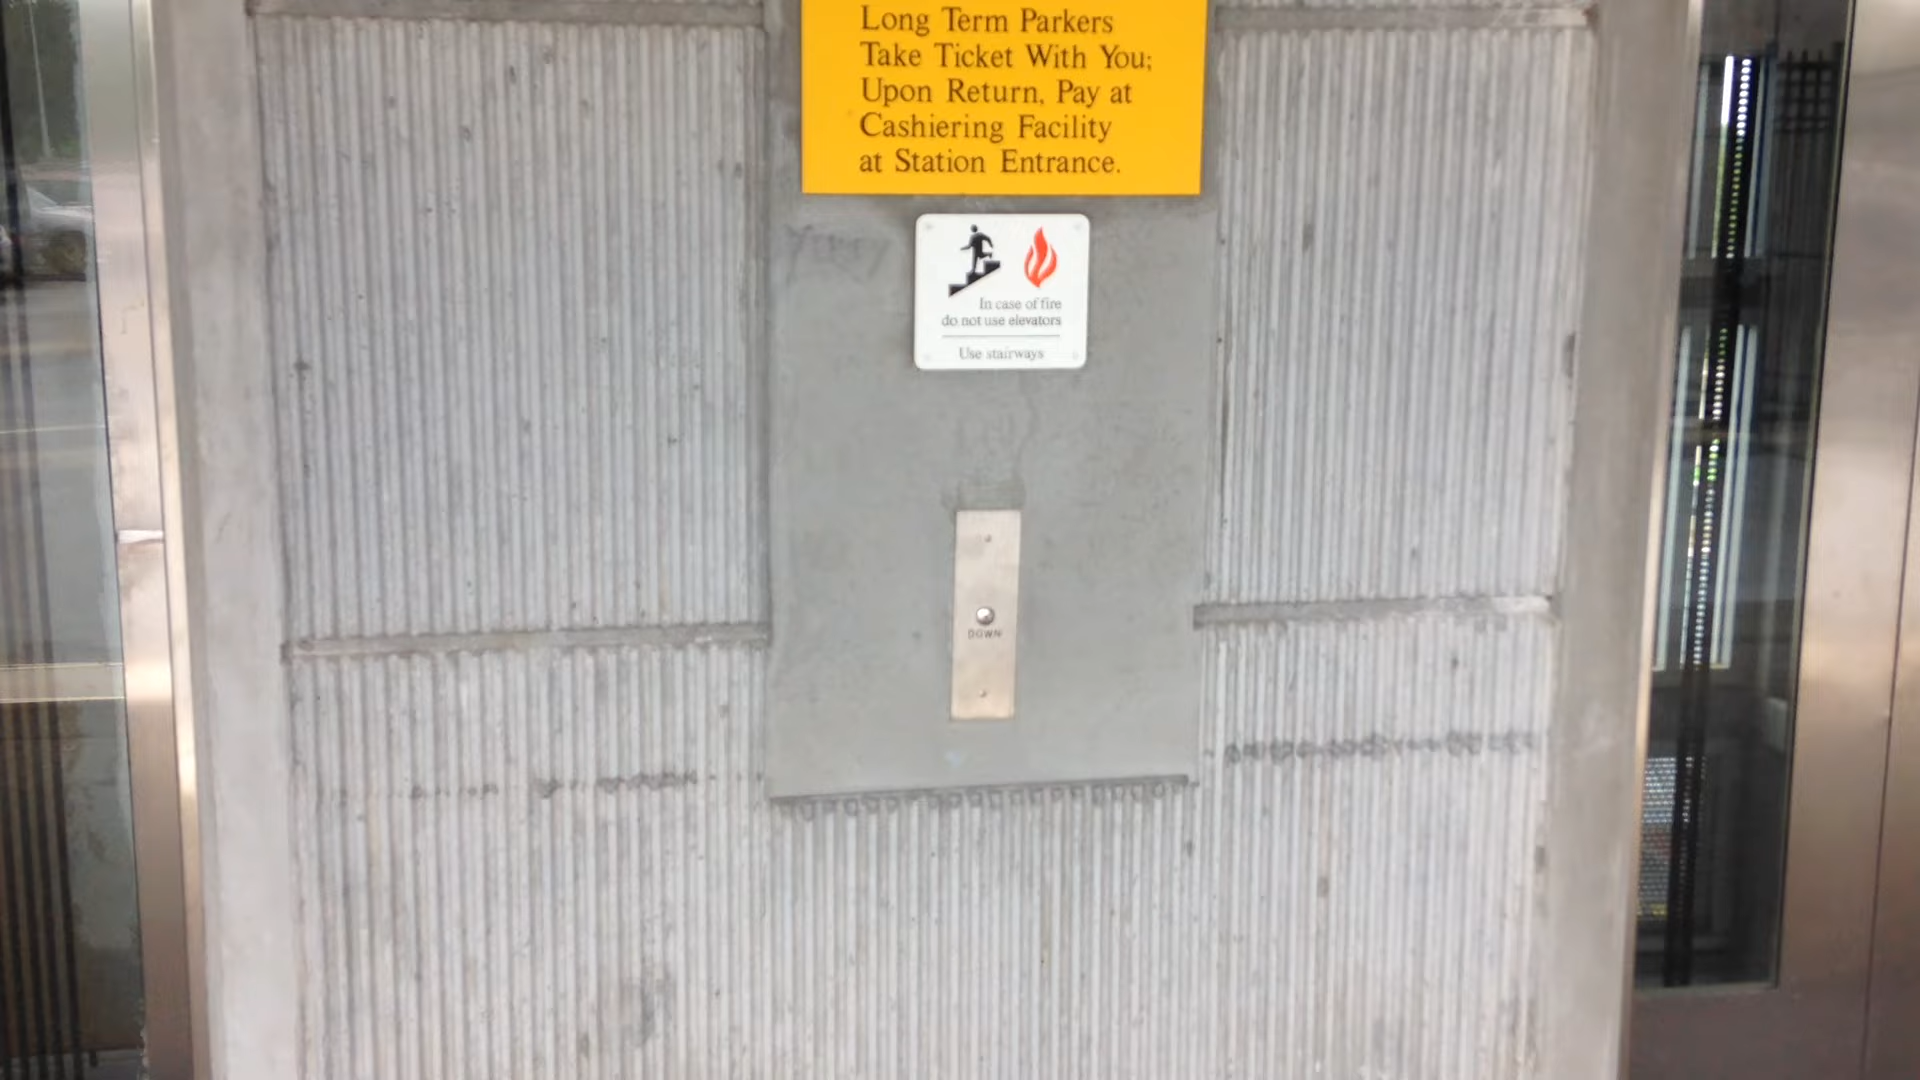 Long Term Parkers
Take Ticket With You;
Upon Return, Pay at
Cashiering Facility
at Station Entrance.
In case of fire
do not use elevators
Use stairways
DOWN